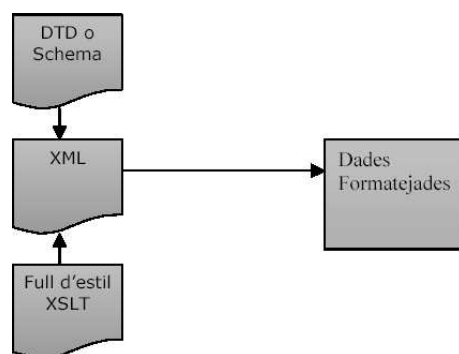 DTD o
Schema
XML
Dades
Formatejades
Full d'estil
XSLT